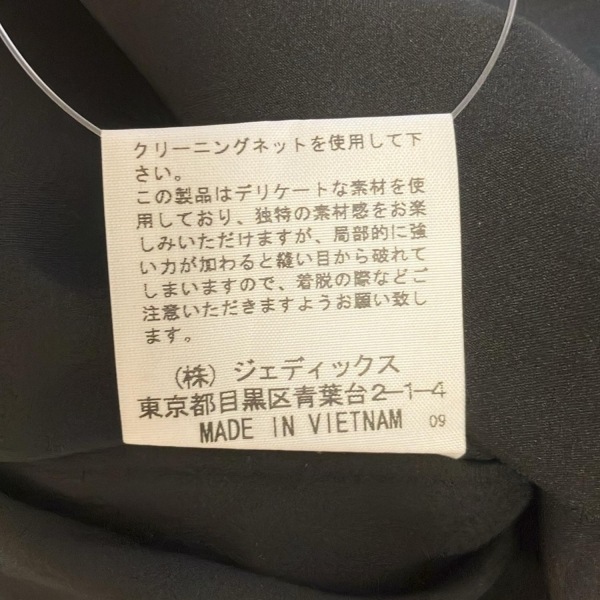 クリーニングネットを使用して下
さい。
この製品はデリケートな素材を使
用しており、独特の素材感をお楽
しみいただけますが、局部的に強
い力が加わると縫い目から破れて
しまいますので、着脱の際などご
注意いただきますようお願い致し
ます。
(株) ジェディックス
東京都目黒区青葉台2-1-4
MADE IN VIETNAM 09